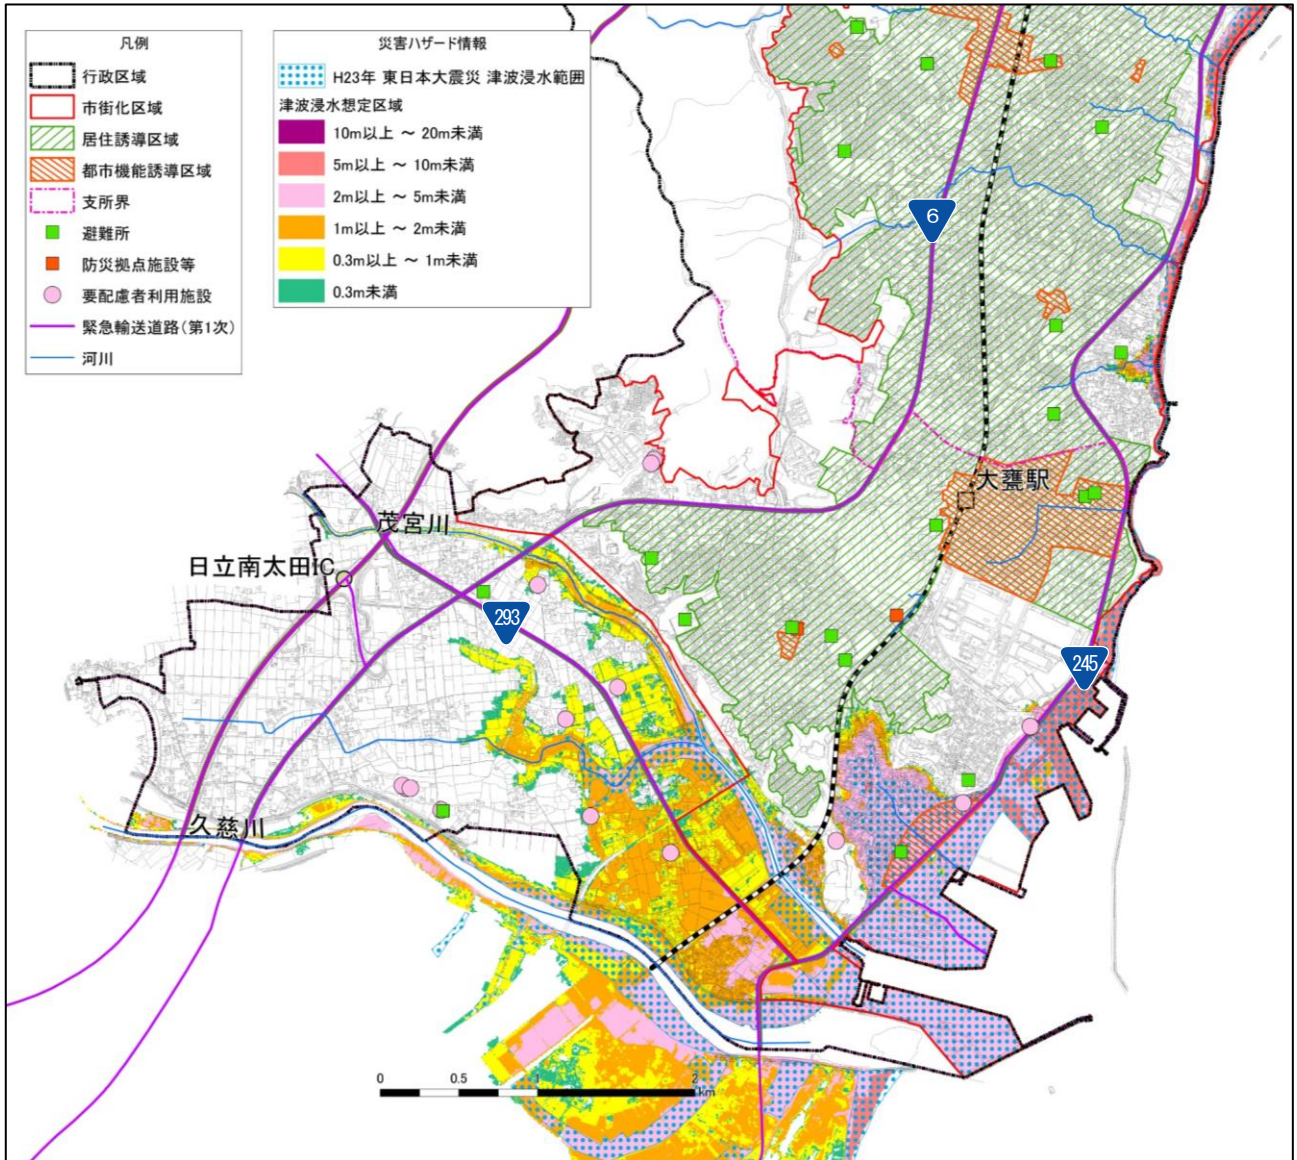 凡例
行政区域
市街化区域
居住誘導区域
都市機能誘導区域
支所界
避難所
防災拠点施設等
要配慮者利用施設
緊急輸送道路(第1次)
河川
災害ハザード情報
H23年 東日本大震災 津波浸水範囲
津波浸水想定区域
10m以上 ~ 20m未満
5m以上 ~ 10m未満
2m以上 ~ 5m未満
1m以上 ~ 2m未満
0.3m以上 ~ 1m未満
0.3m未満
6
大甕駅
茂宮川
日立南太田IC
293
245
久慈川
0 0.5 1 2
km